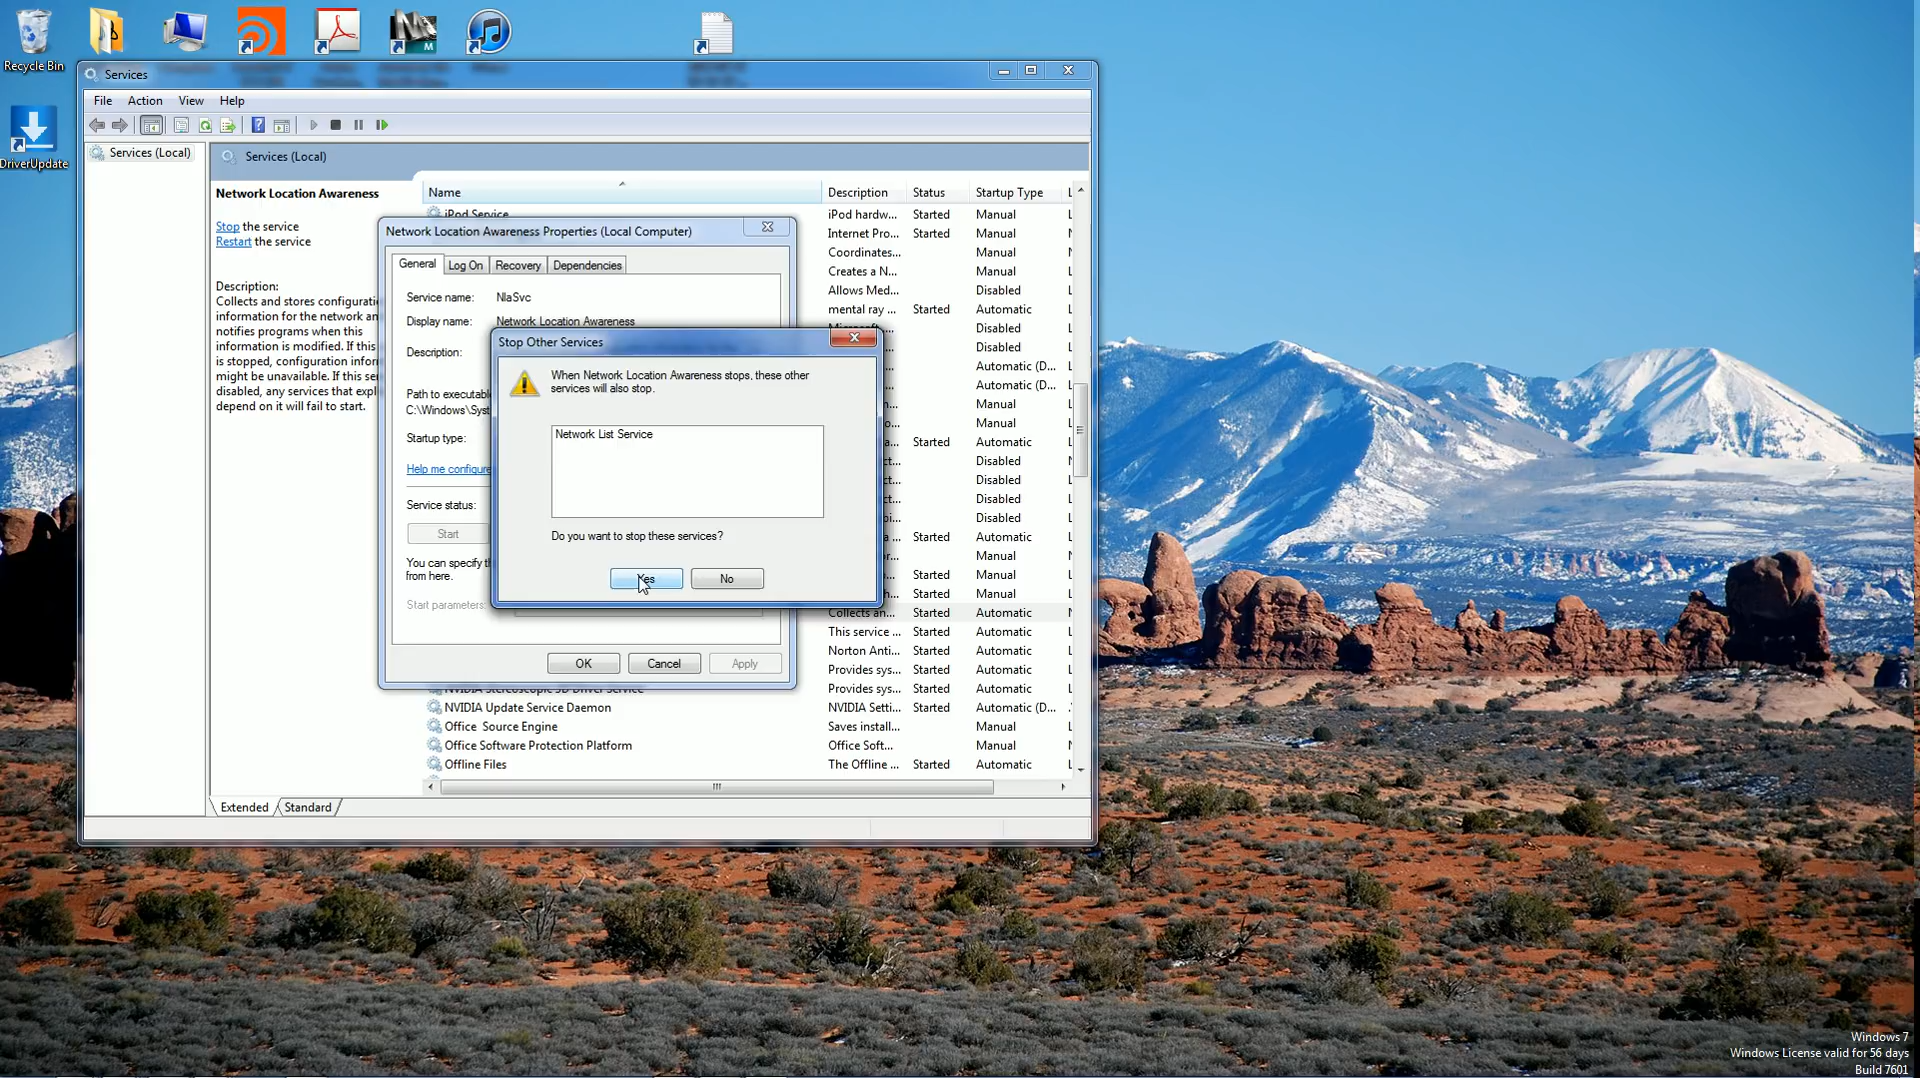 Recycle Bin
DriverUpdate
Services
File Action View Help
Services (Local)
Services (Local)
Network Location Awareness
Stop the service
Restart the service
Description:
Collects and stores configuratio
information for the network an
notifies programs when this
information is modified. If this
is stopped, configuration inforr
might be unavailable. If this ser
disabled, any services that expl
depend on it will fail to start.
Name Description Status Startup Type
iPod Service iPod hardw... Started Manual
Internet Pro... Started Manual
Coordinates... Manual
Creates a N... Manual
Allows Med... Disabled
mental ray ... Started Automatic
Microsoft ... Disabled
Disabled
Automatic (D...
Automatic (D...
Manual
Manual
Started Automatic
Disabled
Disabled
Disabled
Disabled
Started Automatic
Manual
Started Manual
Started Manual
Collects an... Started Automatic
This service ... Started Manual
Norton Anti... Started Automatic
Provides sys... Started Automatic
NVIDIA Stereoscopic 3D Driver Service Provides sys... Started Automatic
NVIDIA Update Service Daemon NVIDIA Setti... Started Automatic (D...
Office Source Engine Saves install... Manual
Office Software Protection Platform Office Soft... Manual
Offline Files The Offline ... Started Automatic
Extended Standard
Network Location Awareness Properties (Local Computer)
General Log On Recovery Dependencies
Service name: NlaSvc
Display name: Network Location Awareness
Description:
Path to executabl
C:\Windows\Syst
Startup type:
Help me configure
Service status:
Start
You can specify th
from here.
Start parameters:
OK Cancel Apply
Stop Other Services
When Network Location Awareness stops, these other
services will also stop.
Network List Service
Do you want to stop these services?
Yes No
Windows 7
Windows License valid for 56 days
Build 7601